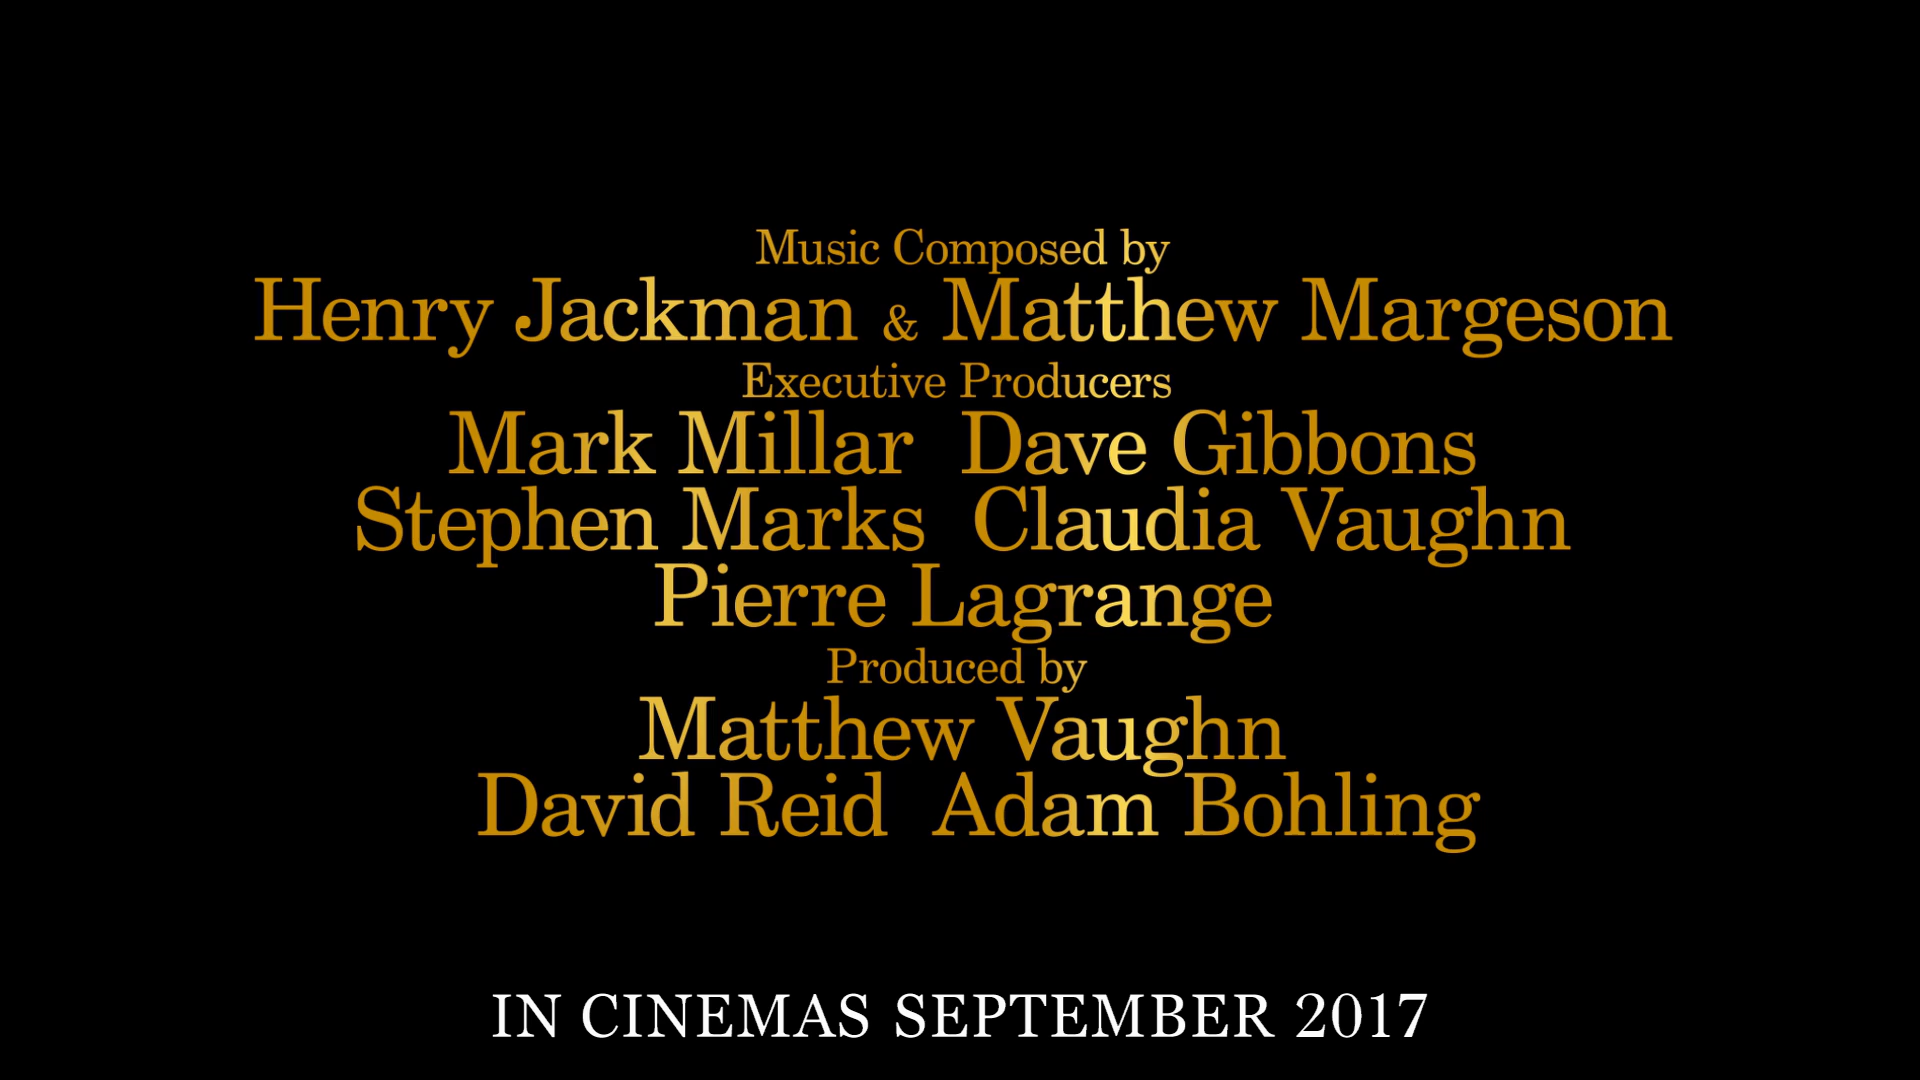 Music Composed by
Henry Jackman & Matthew Margeson
Executive Producers
Mark Millar  Dave Gibbons
Stephen Marks  Claudia Vaughn
Pierre Lagrange
Produced by
Matthew Vaughn
David Reid  Adam Bohling
IN CINEMAS SEPTEMBER 2017